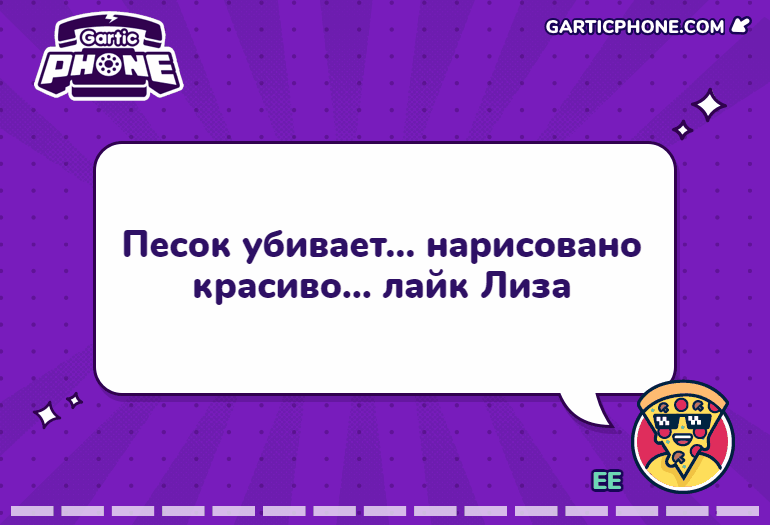 Gartic
PHONE
GARTICPHONE.COM
Песок убивает... нарисовано
красиво... лайк Лиза
EE